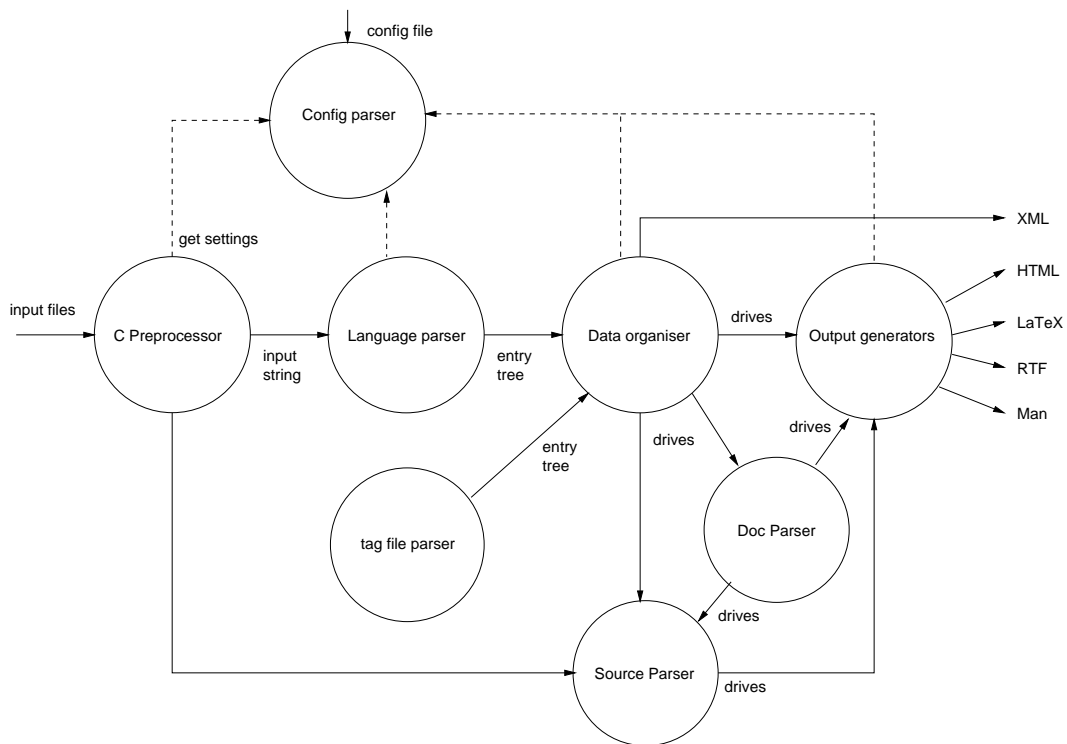 config file
Config parser
get settings
XML
HTML
input files
drives
LaTeX
C Preprocessor
Language parser
Data organiser
Output generators
input
string
entry
tree
RTF
Man
drives
drives
entry
tree
Doc Parser
tag file parser
drives
Source Parser
drives